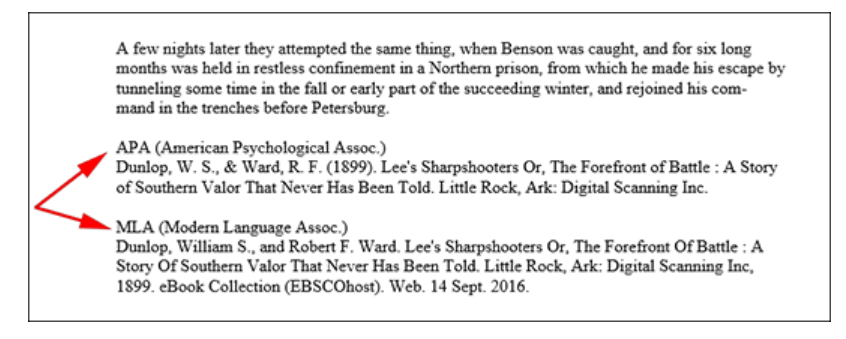 A few nights later they attempted the same thing, when Benson was caught, and for six long
months was held in restless confinement in a Northern prison, from which he made his escape by
tunneling some time in the fall or early part of the succeeding winter, and rejoined his com-
mand in the trenches before Petersburg.
APA (American Psychological Assoc.)
Dunlop, W. S., & Ward, R. F. (1899). Lee's Sharpshooters Or, The Forefront of Battle : A Story
of Southern Valor That Never Has Been Told. Little Rock, Ark: Digital Scanning Inc.
MLA (Modern Language Assoc.)
Dunlop, William S., and Robert F. Ward. Lee's Sharpshooters Or, The Forefront Of Battle : A
Story Of Southern Valor That Never Has Been Told. Little Rock, Ark: Digital Scanning Inc,
1899. eBook Collection (EBSCOhost). Web. 14 Sept. 2016.